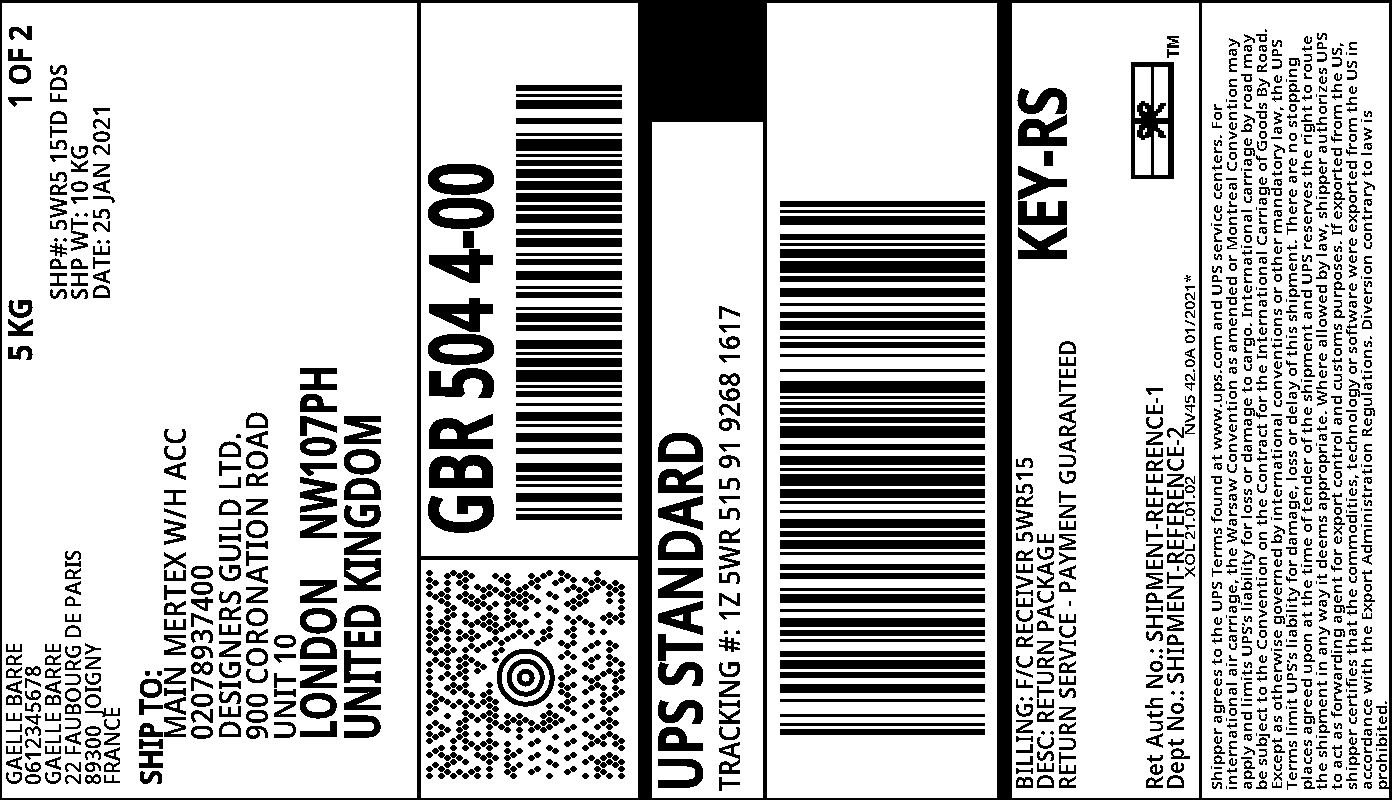 GAELLE BARRE
0612345678
GAELLE BARRE
22 FAUBOURG DE PARIS
89300 JOIGNY
FRANCE
5 KG 1 OF 2
SHP#: 5WR5 15TD FDS
SHP WT: 10 KG
DATE: 25 JAN 2021
SHIP TO:
MAIN MERTEX W/H ACC
02078937400
DESIGNERS GUILD LTD.
900 CORONATION ROAD
UNIT 10
LONDON NW107PH
UNITED KINGDOM
GBR 504 4-00
UPS STANDARD
TRACKING #: 1Z 5WR 515 91 9268 1617
BILLING: F/C RECEIVER 5WR515
DESC: RETURN PACKAGE
RETURN SERVICE - PAYMENT GUARANTEED
KEY-RS
TM
Ret Auth No.: SHIPMENT-REFERENCE-1
Dept No.: SHIPMENT-REFERENCE-2
XOL 21.01.02 NV45 42.0A 01/2021*
Shipper agrees to the UPS Terms found at www.ups.com and UPS service centers. For
international air carriage, the Warsaw Convention as amended or Montreal Convention may
apply and limits UPS's liability for loss or damage to cargo. International carriage by road may
be subject to the Convention on the Contract for the International Carriage of Goods By Road.
Except as otherwise governed by international conventions or other mandatory law, the UPS
Terms limit UPS's liability for damage, loss or delay of this shipment. There are no stopping
places agreed upon at the time of tender of the shipment and UPS reserves the right to route
the shipment in any way it deems appropriate. Where allowed by law, shipper authorizes UPS
to act as forwarding agent for export control and customs purposes. If exported from the US,
shipper certifies that the commodities, technology or software were exported from the US in
accordance with the Export Administration Regulations. Diversion contrary to law is
prohibited.